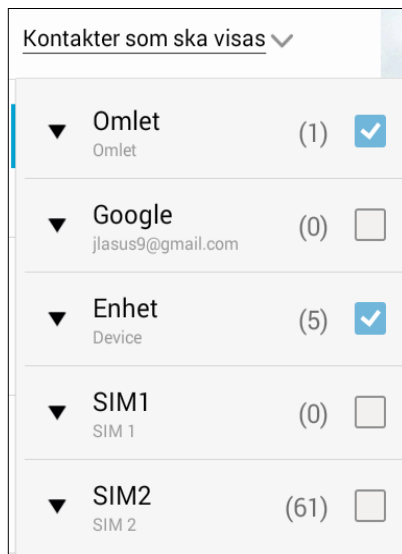 Kontakter som ska visas
Omlet (1)
Omlet
Google (0)
jlasus9@gmail.com
Enhet (5)
Device
SIM1 (0)
SIM 1
SIM2 (61)
SIM 2